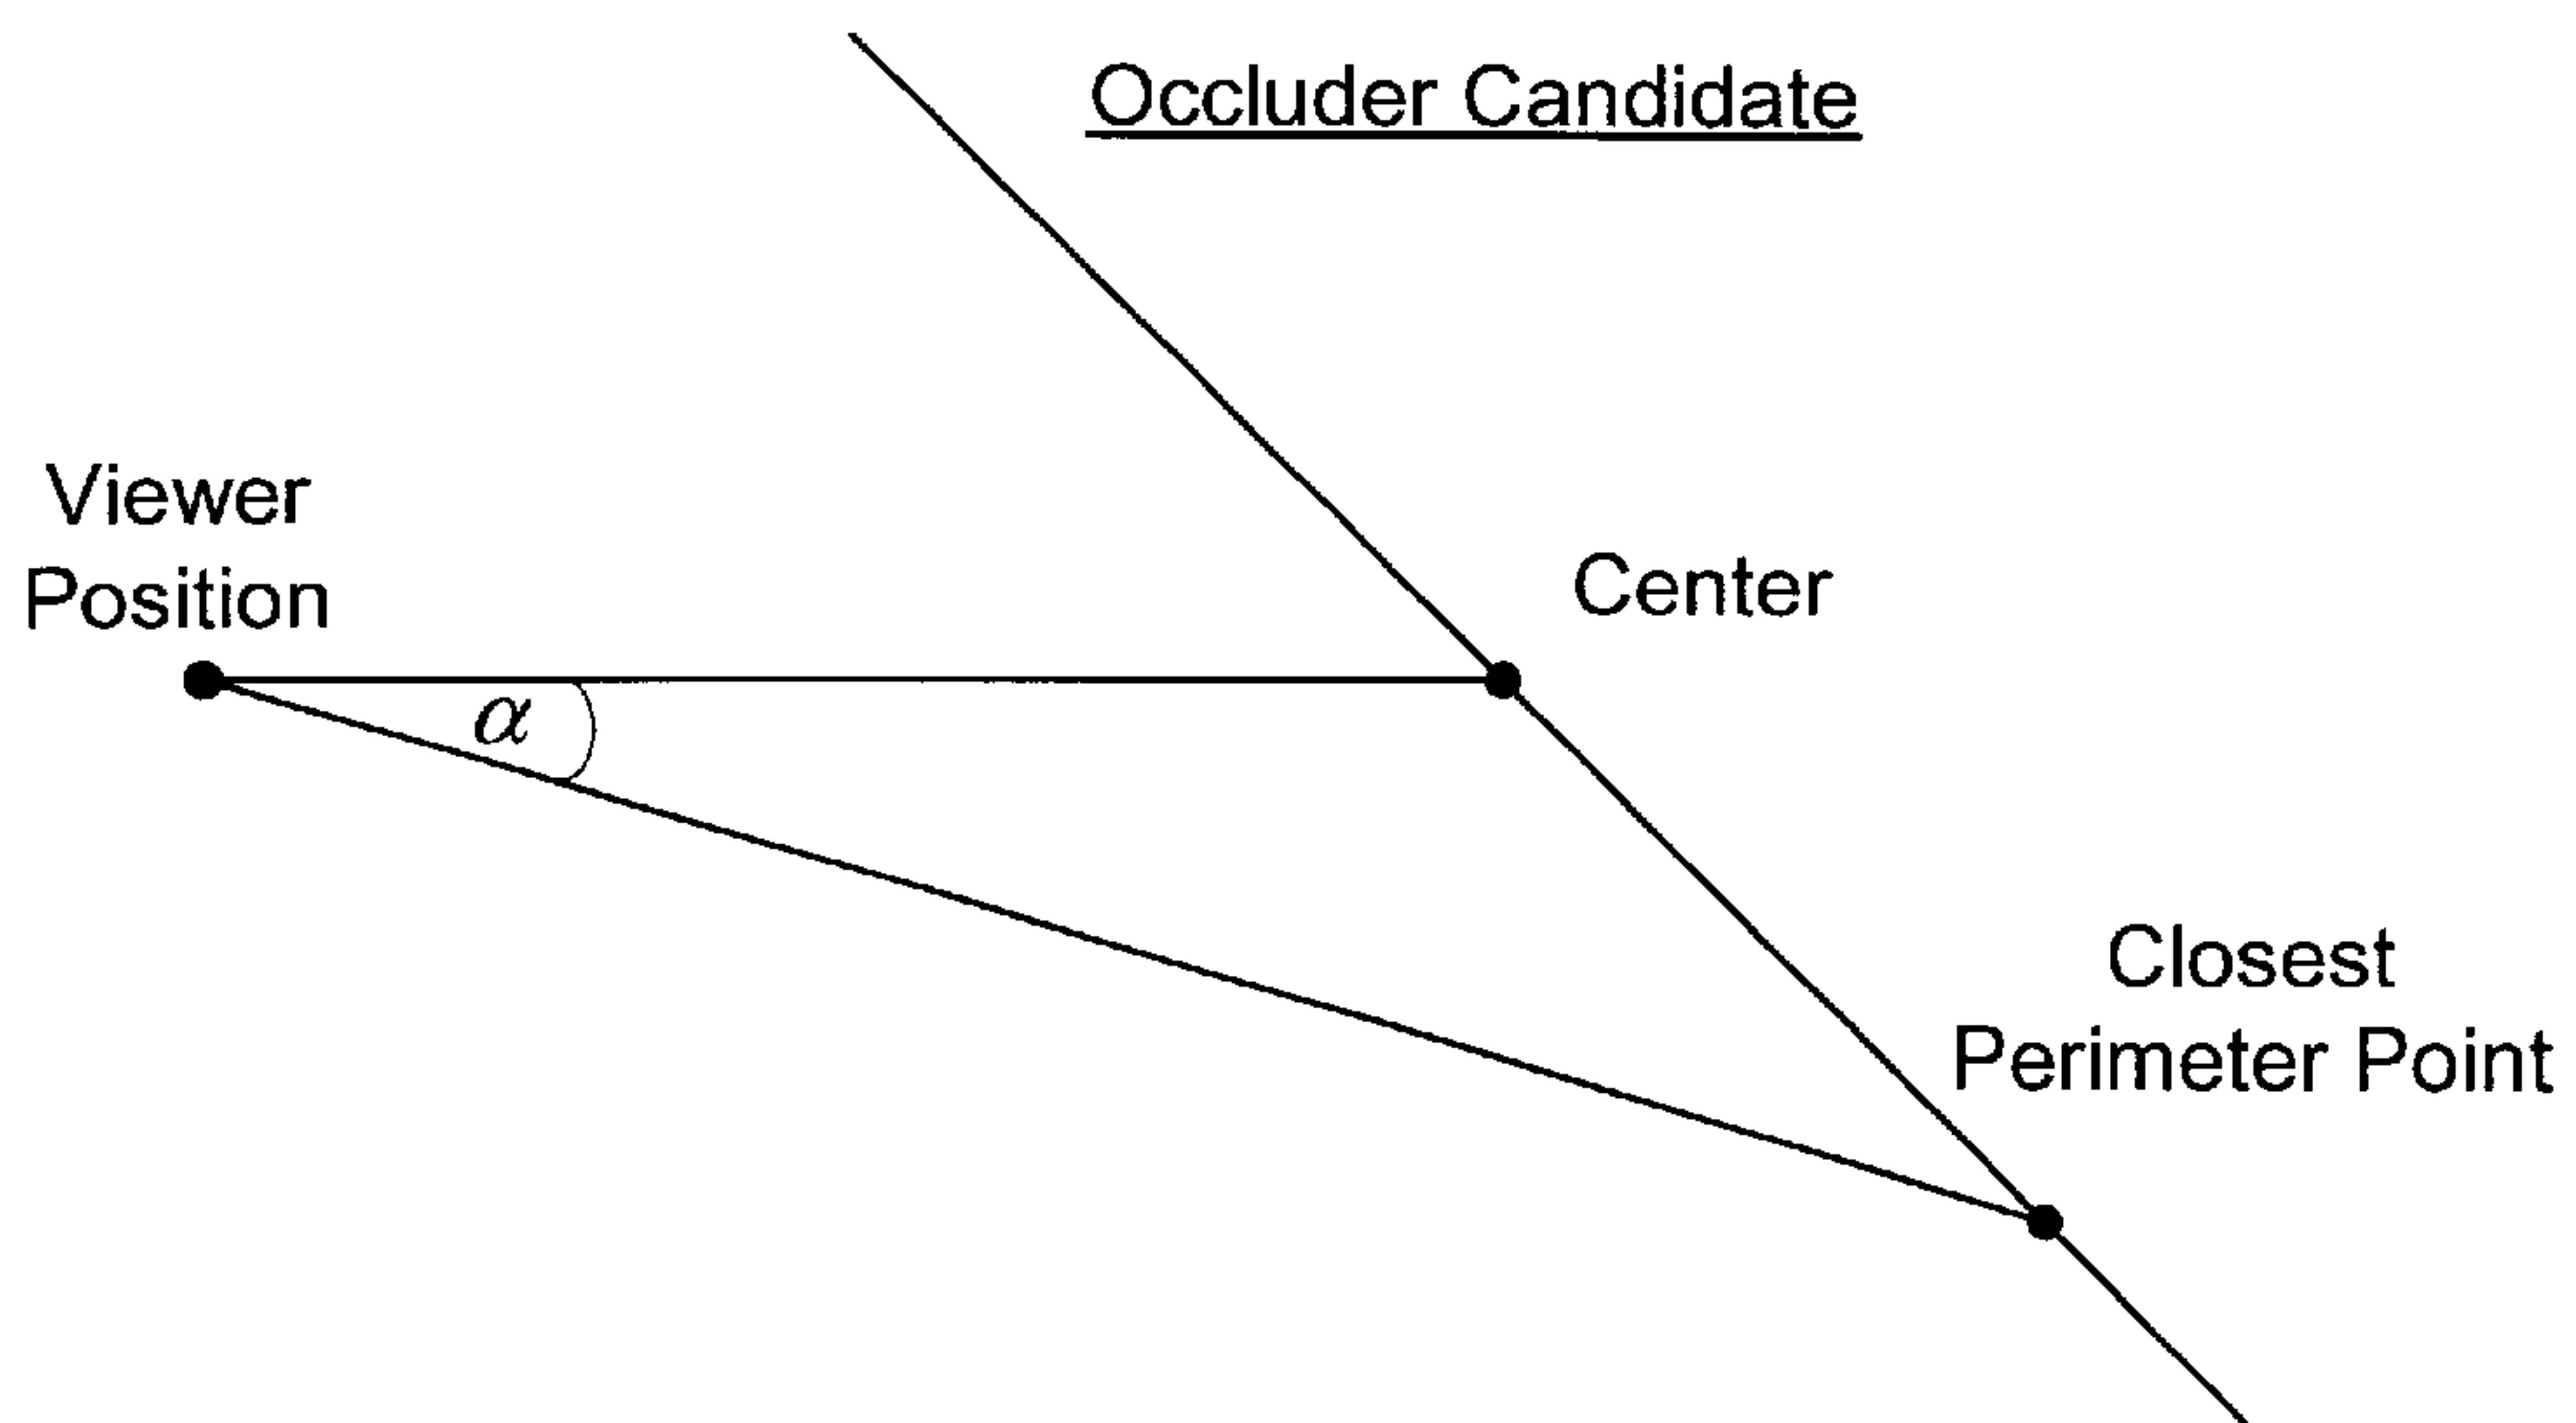 Occluder Candidate
Viewer
Position
Center
α
Closest
Perimeter Point